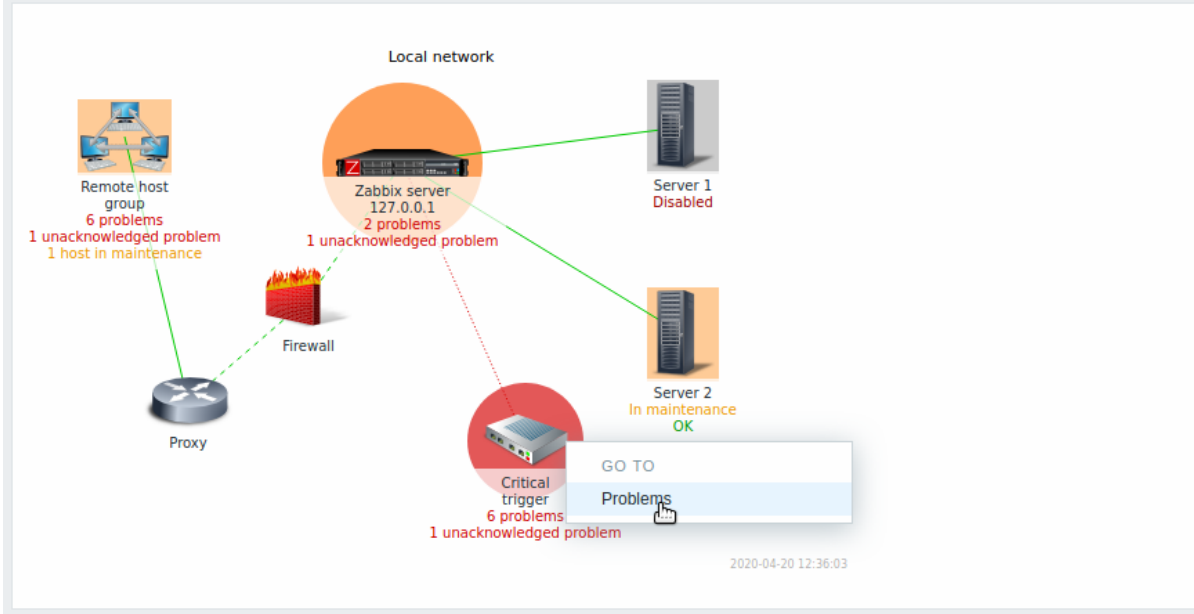 Local network
Remote host
group
6 problems
1 unacknowledged problem
1 host in maintenance
Z
Zabbix server
127.0.0.1
2 problems
1 unacknowledged problem
Server 1
Disabled
Firewall
Proxy
Server 2
In maintenance
OK
Critical
trigger
6 problems
1 unacknowledged problem
GO TO
Problems
2020-04-20 12:36:03